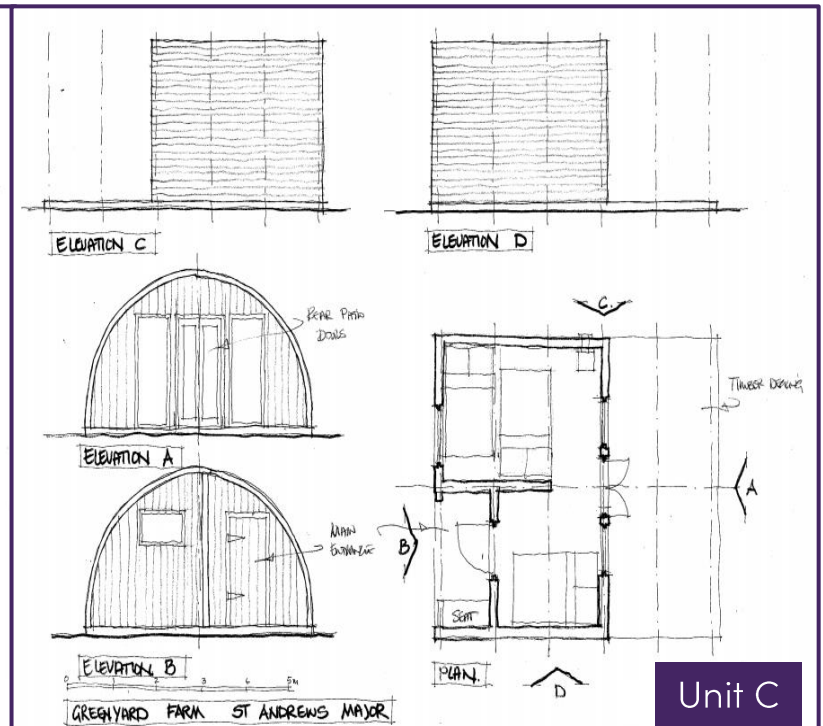 ELEVATION C
ELEVATION D
REAR PATIO
DOORS
ELEVATION A
C.
TIMBER DECKING
A
MAIN
ENTRANCE
B
SEAT
ELEVATION B
PLAN.
D
0 1 2 3 4 5M
GREENYARD FARM ST ANDREWS MAJOR
Unit C